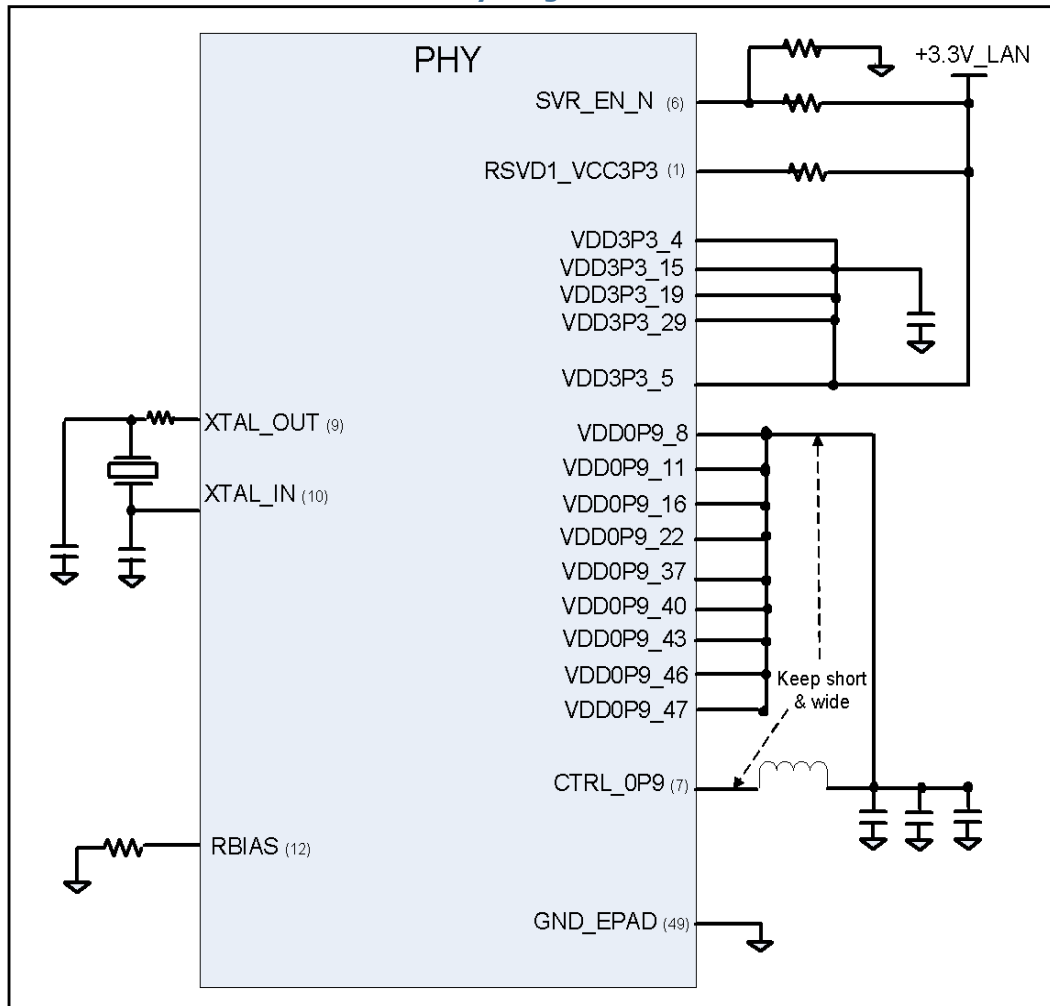 PHY
+3.3V_LAN
SVR_EN_N (6)
RSVD1_VCC3P3 (1)
VDD3P3_4
VDD3P3_15
VDD3P3_19
VDD3P3_29
VDD3P3_5
XTAL_OUT (9)
XTAL_IN (10)
VDD0P9_8
VDD0P9_11
VDD0P9_16
VDD0P9_22
VDD0P9_37
VDD0P9_40
VDD0P9_43
VDD0P9_46
VDD0P9_47
Keep short
& wide
CTRL_0P9 (7)
RBIAS (12)
GND_EPAD (49)